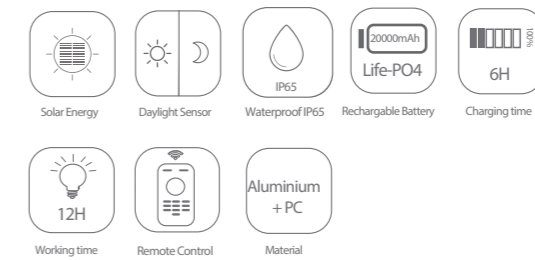 20000mAh
100%
IP65
Life-PO4
6H
Solar Energy
Daylight Sensor
Waterproof IP65
Rechargable Battery
Charging time
12H
Aluminium
+ PC
Working time
Remote Control
Material